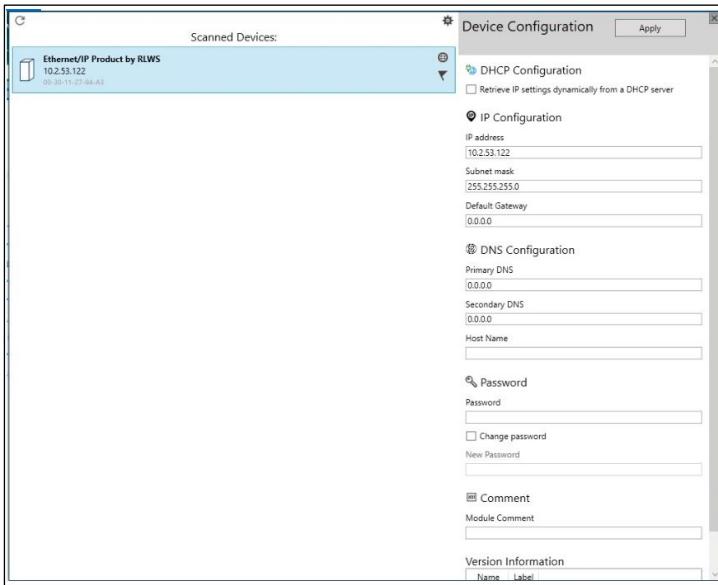 Scanned Devices:
Ethernet/IP Product by RLWS
10.2.53.122
Device Configuration
Apply
DHCP Configuration
Retrieve IP settings dynamically from a DHCP server
IP Configuration
IP address
10.2.53.122
Subnet mask
255.255.255.0
Default Gateway
0.0.0.0
DNS Configuration
Primary DNS
0.0.0.0
Secondary DNS
0.0.0.0
Host Name
Password
Password
Change password
New Password
Comment
Module Comment
Version Information
Name Label